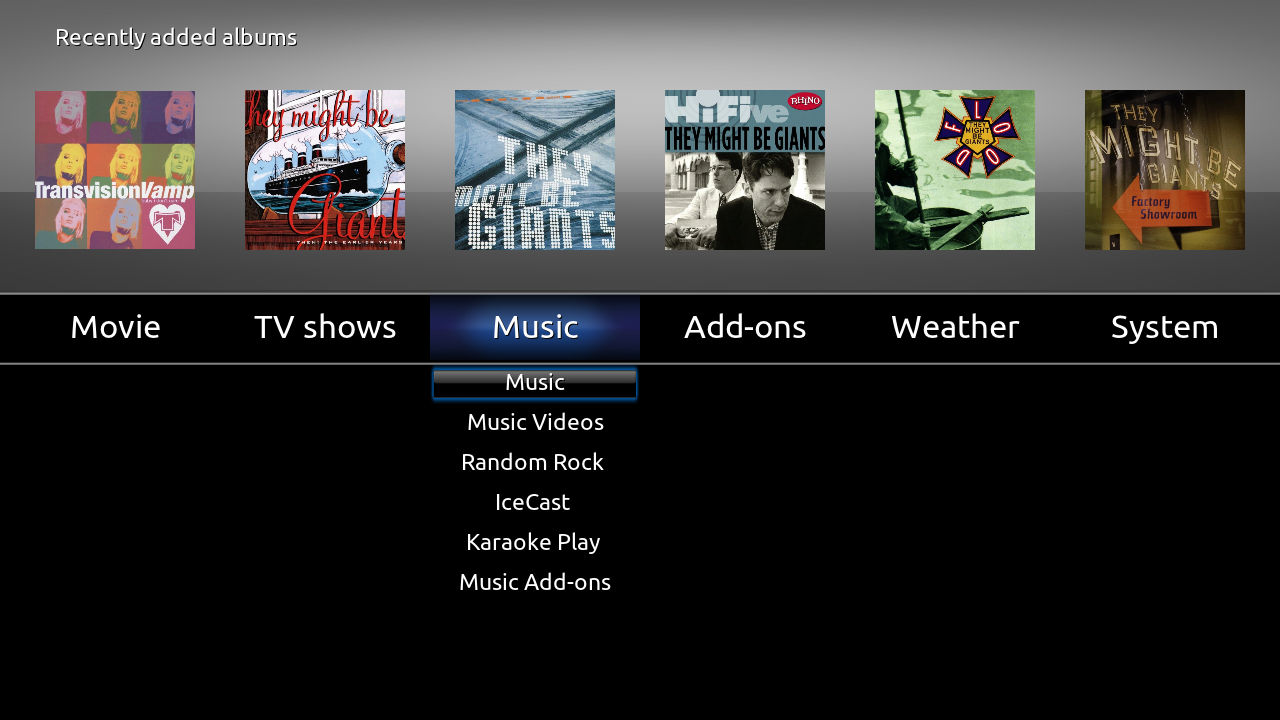 Recently added albums
TransvisionVamp
they might be
Giants
THEN: THE EARLIER YEARS
THEY
MIGHT BE
GIANTS
HiFive
RHINO
THEY MIGHT BE GIANTS
FLOOD
THEY
MIGHT BE
GIANTS
THEY
MIGHT BE
GIANTS
Factory
Showroom
Movie
TV shows
Music
Add-ons
Weather
System
Music
Music Videos
Random Rock
IceCast
Karaoke Play
Music Add-ons